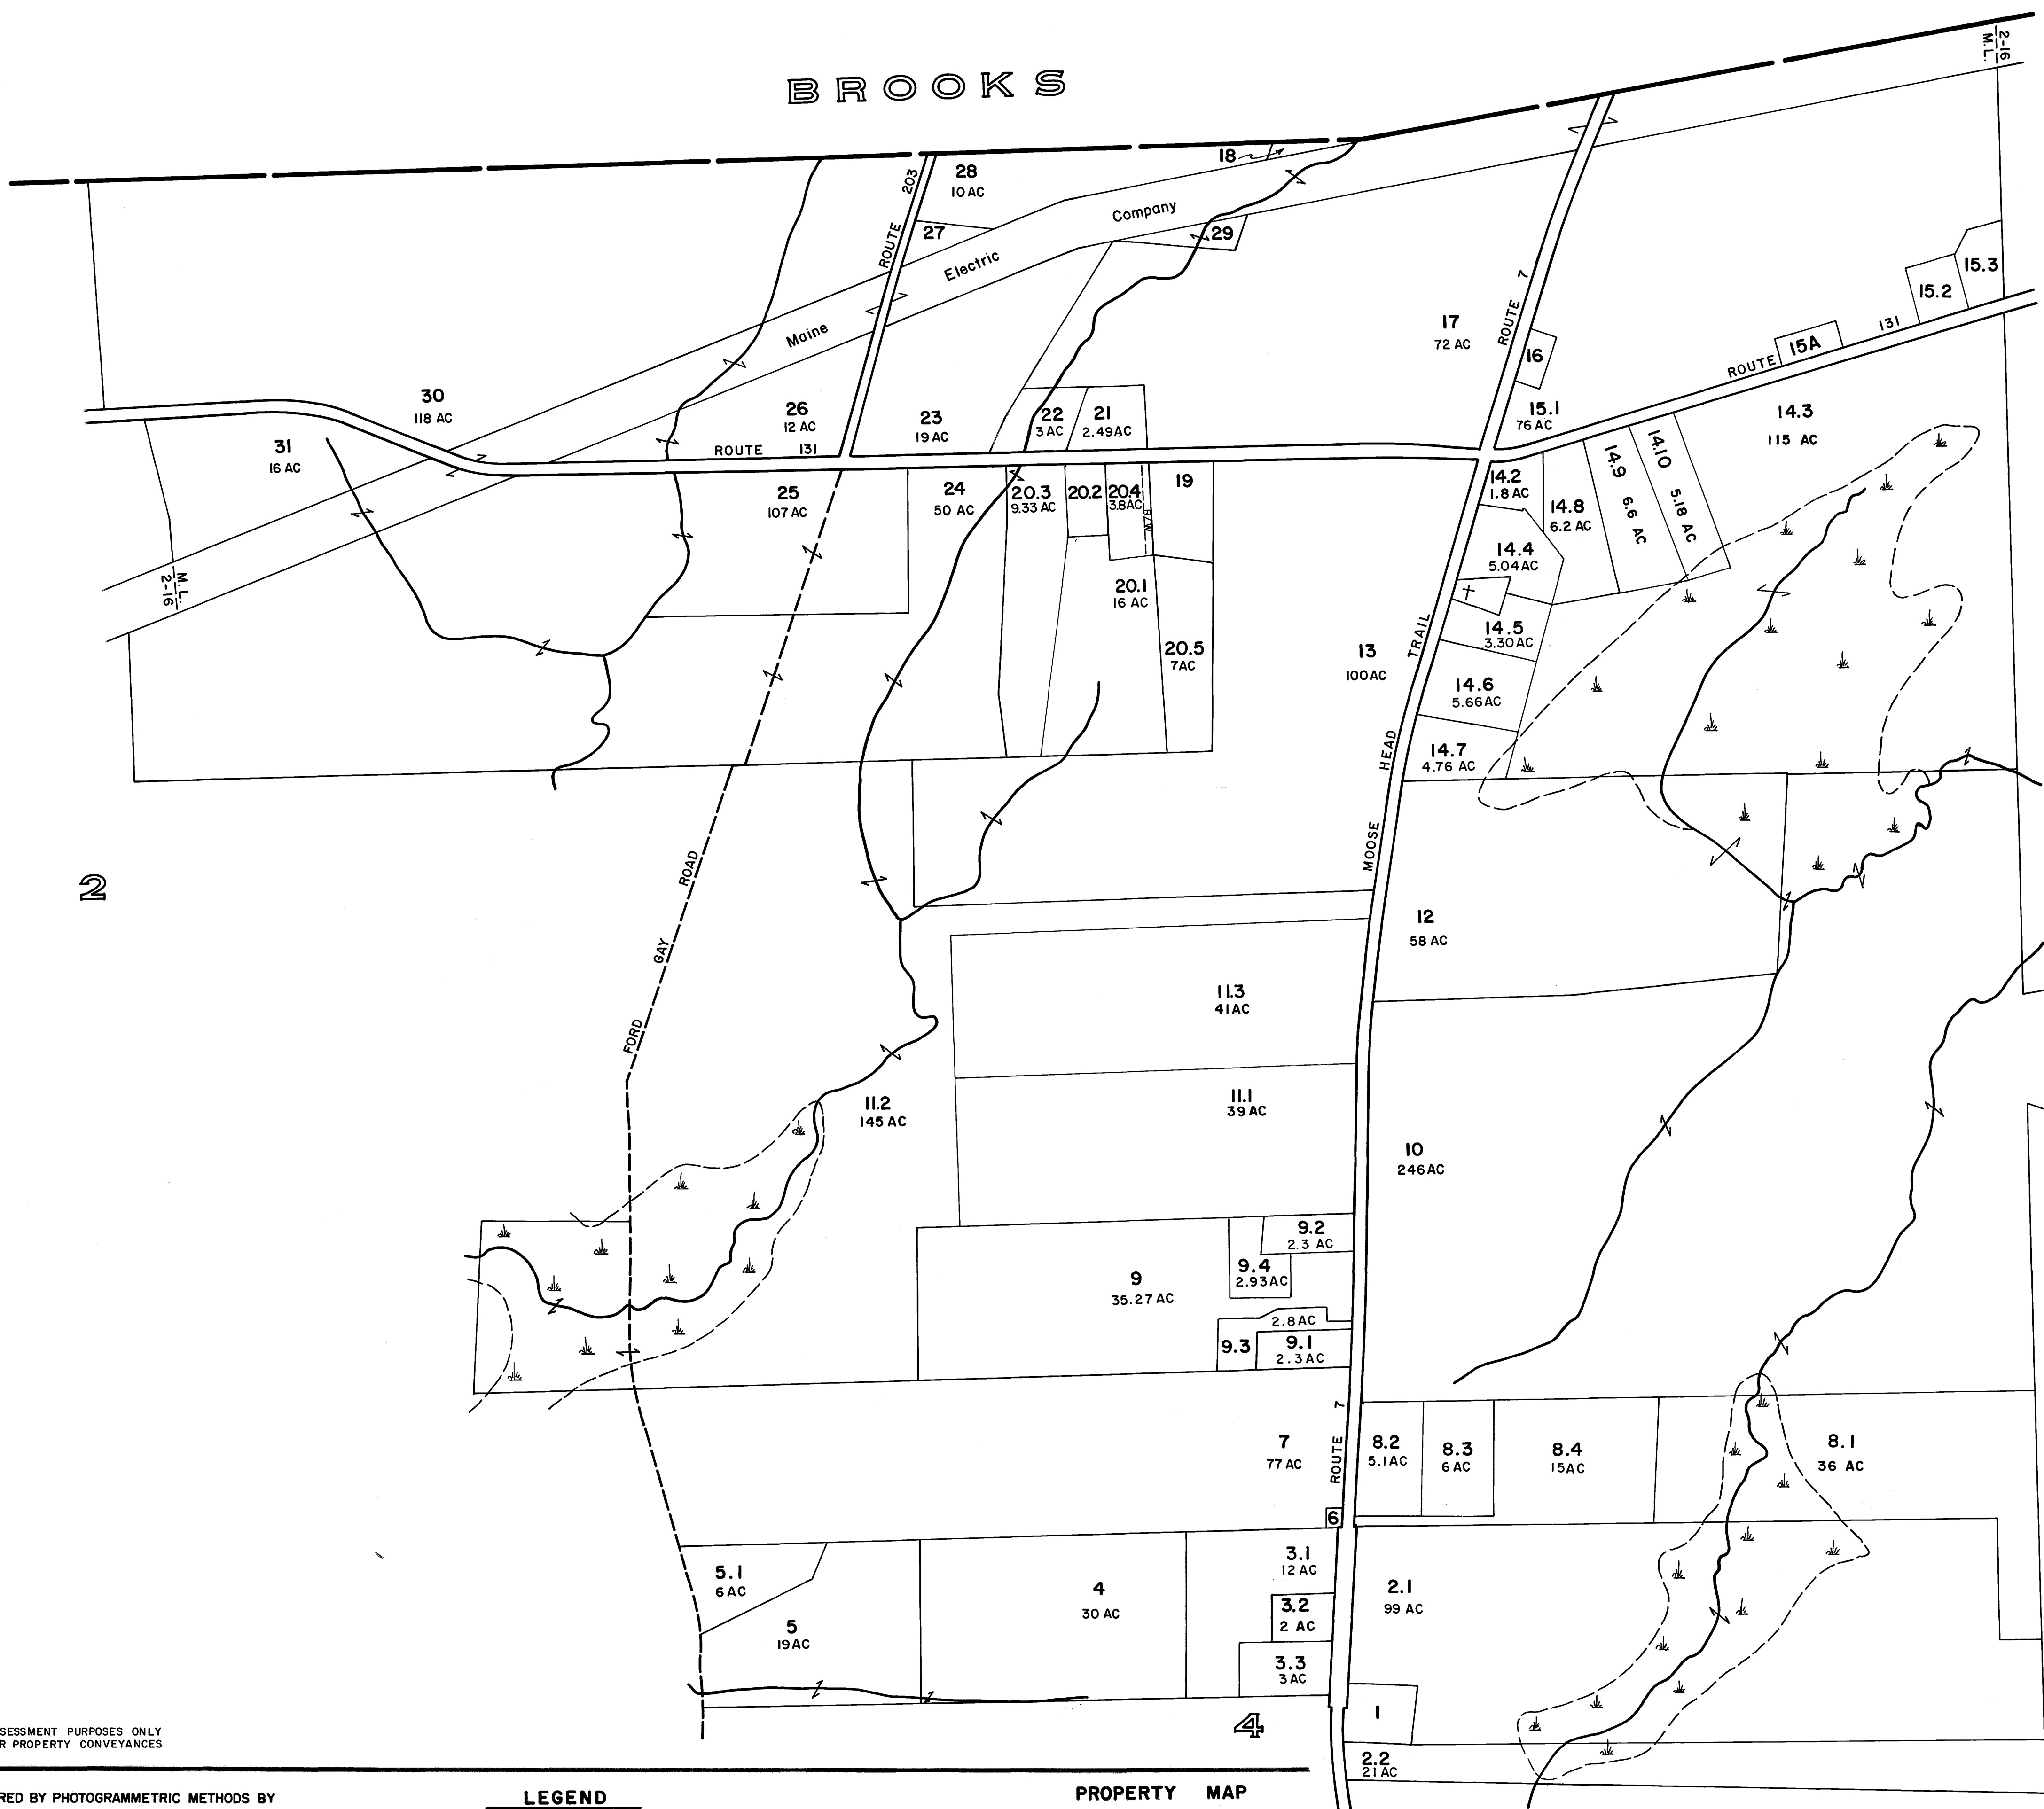 BROOKS
2-16
M.L.
18
28
10 AC
ROUTE 203
27
Maine Electric Company
29
17
72 AC
ROUTE 7
16
15.3
15.2
15A
ROUTE 131
15.1
76 AC
14.3
115 AC
30
118 AC
31
16 AC
26
12 AC
23
19 AC
22
3 AC
21
2.49 AC
ROUTE 131
25
107 AC
24
50 AC
20.3
9.33 AC
20.2
20.4
3.8 AC
R/W
19
14.2
1.8 AC
14.8
6.2 AC
14.9
6.6 AC
14.10
5.18 AC
14.4
5.04 AC
M.L.
2-16
20.1
16 AC
20.5
7 AC
13
100 AC
14.5
3.30 AC
14.6
5.66 AC
14.7
4.76 AC
MOOSE HEAD TRAIL
2
FORD GAY ROAD
12
58 AC
11.3
41 AC
11.2
145 AC
11.1
39 AC
10
246 AC
9.2
2.3 AC
9.4
2.93 AC
9
35.27 AC
2.8 AC
9.3
9.1
2.3 AC
7
77 AC
ROUTE 7
8.2
5.1 AC
8.3
6 AC
8.4
15 AC
8.1
36 AC
6
5.1
6 AC
5
19 AC
4
30 AC
3.1
12 AC
3.2
2 AC
3.3
3 AC
2.1
99 AC
1
4
2.2
21 AC
SESSMENT PURPOSES ONLY
R PROPERTY CONVEYANCES
RED BY PHOTOGRAMMETRIC METHODS BY
LEGEND
PROPERTY MAP